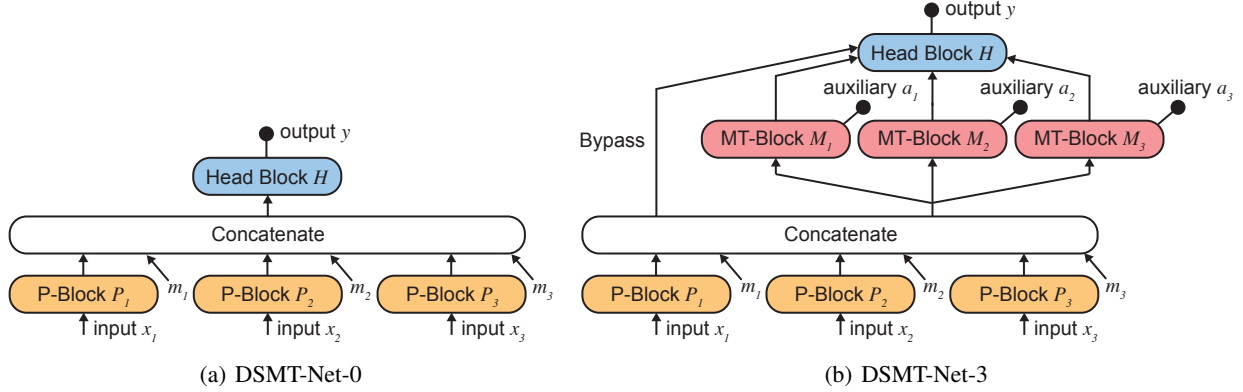 output y
Head Block H
Concatenate
P-Block P1 m1 P-Block P2 m2 P-Block P3 m3
input x1 input x2 input x3
(a) DSMT-Net-0
output y
Head Block H
auxiliary a1 auxiliary a2 auxiliary a3
MT-Block M1 MT-Block M2 MT-Block M3
Bypass
Concatenate
P-Block P1 m1 P-Block P2 m2 P-Block P3 m3
input x1 input x2 input x3
(b) DSMT-Net-3